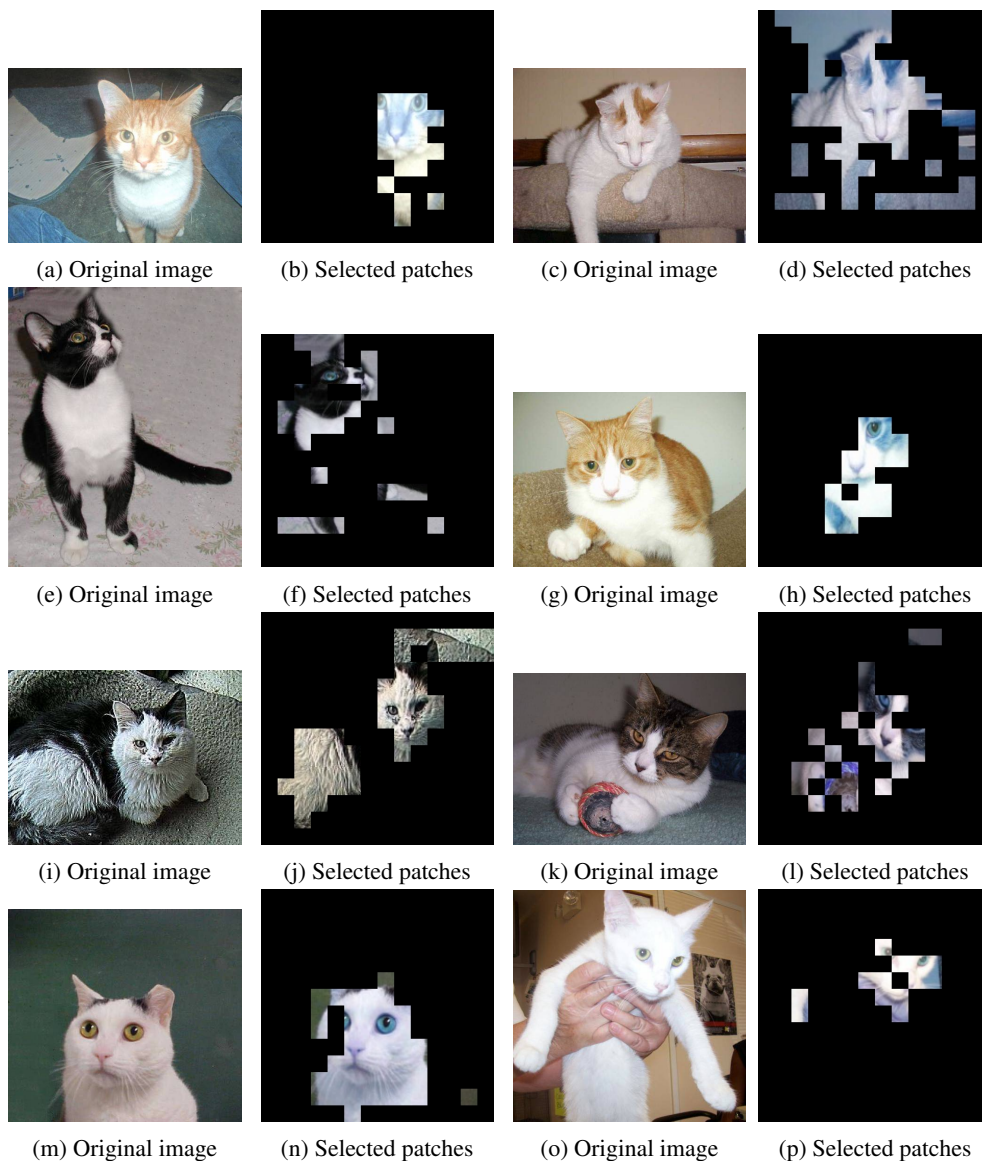 (a) Original image
(b) Selected patches
(c) Original image
(d) Selected patches
(e) Original image
(f) Selected patches
(g) Original image
(h) Selected patches
(i) Original image
(j) Selected patches
(k) Original image
(l) Selected patches
(m) Original image
(n) Selected patches
(o) Original image
(p) Selected patches